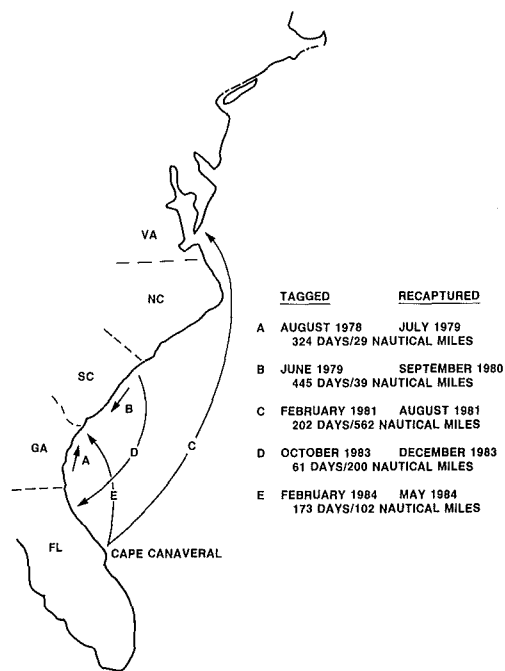 VA
NC
SC
B
GA
A
D
C
E
FL
CAPE CANAVERAL
TAGGED RECAPTURED
A AUGUST 1978 JULY 1979
324 DAYS/29 NAUTICAL MILES
B JUNE 1979 SEPTEMBER 1980
445 DAYS/39 NAUTICAL MILES
C FEBRUARY 1981 AUGUST 1981
202 DAYS/562 NAUTICAL MILES
D OCTOBER 1983 DECEMBER 1983
61 DAYS/200 NAUTICAL MILES
E FEBRUARY 1984 MAY 1984
173 DAYS/102 NAUTICAL MILES